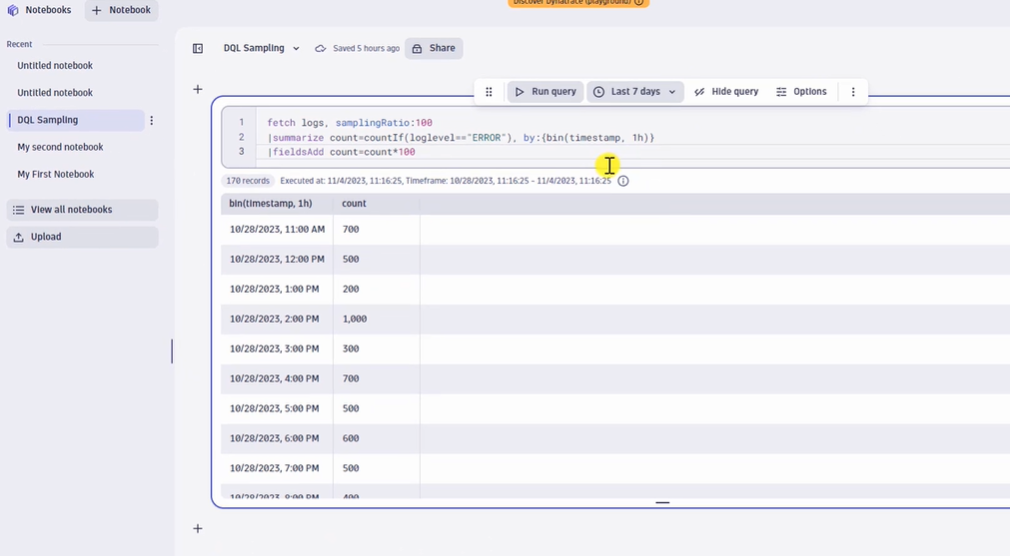 Discover Dynatrace (playground)
Notebooks
Notebook
Recent
Untitled notebook
Untitled notebook
DQL Sampling
My second notebook
My First Notebook
View all notebooks
Upload
DQL Sampling
Saved 5 hours ago
Share
Run query
Last 7 days
Hide query
Options
1 fetch logs, samplingRatio:100
2 |summarize count=countIf(loglevel=="ERROR"), by:{bin(timestamp, 1h)}
3 |fieldsAdd count=count*100
170 records Executed at: 11/4/2023, 11:16:25, Timeframe: 10/28/2023, 11:16:25 - 11/4/2023, 11:16:25
bin(timestamp, 1h) count
10/28/2023, 11:00 AM 700
10/28/2023, 12:00 PM 500
10/28/2023, 1:00 PM 200
10/28/2023, 2:00 PM 1,000
10/28/2023, 3:00 PM 300
10/28/2023, 4:00 PM 700
10/28/2023, 5:00 PM 500
10/28/2023, 6:00 PM 600
10/28/2023, 7:00 PM 500
10/28/2023, 8:00 PM 400